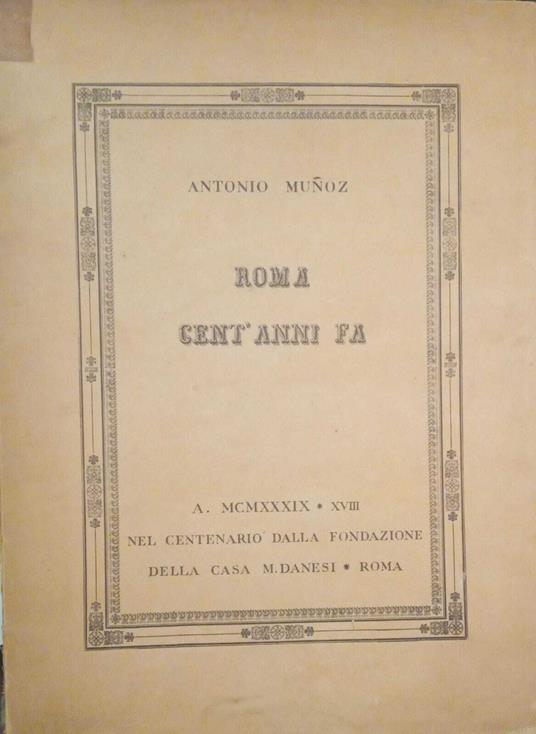 ANTONIO MUÑOZ
ROMA
CENT'ANNI FA
A. MCMXXXIX * XVIII
NEL CENTENARIO DALLA FONDAZIONE
DELLA CASA M. DANESI * ROMA